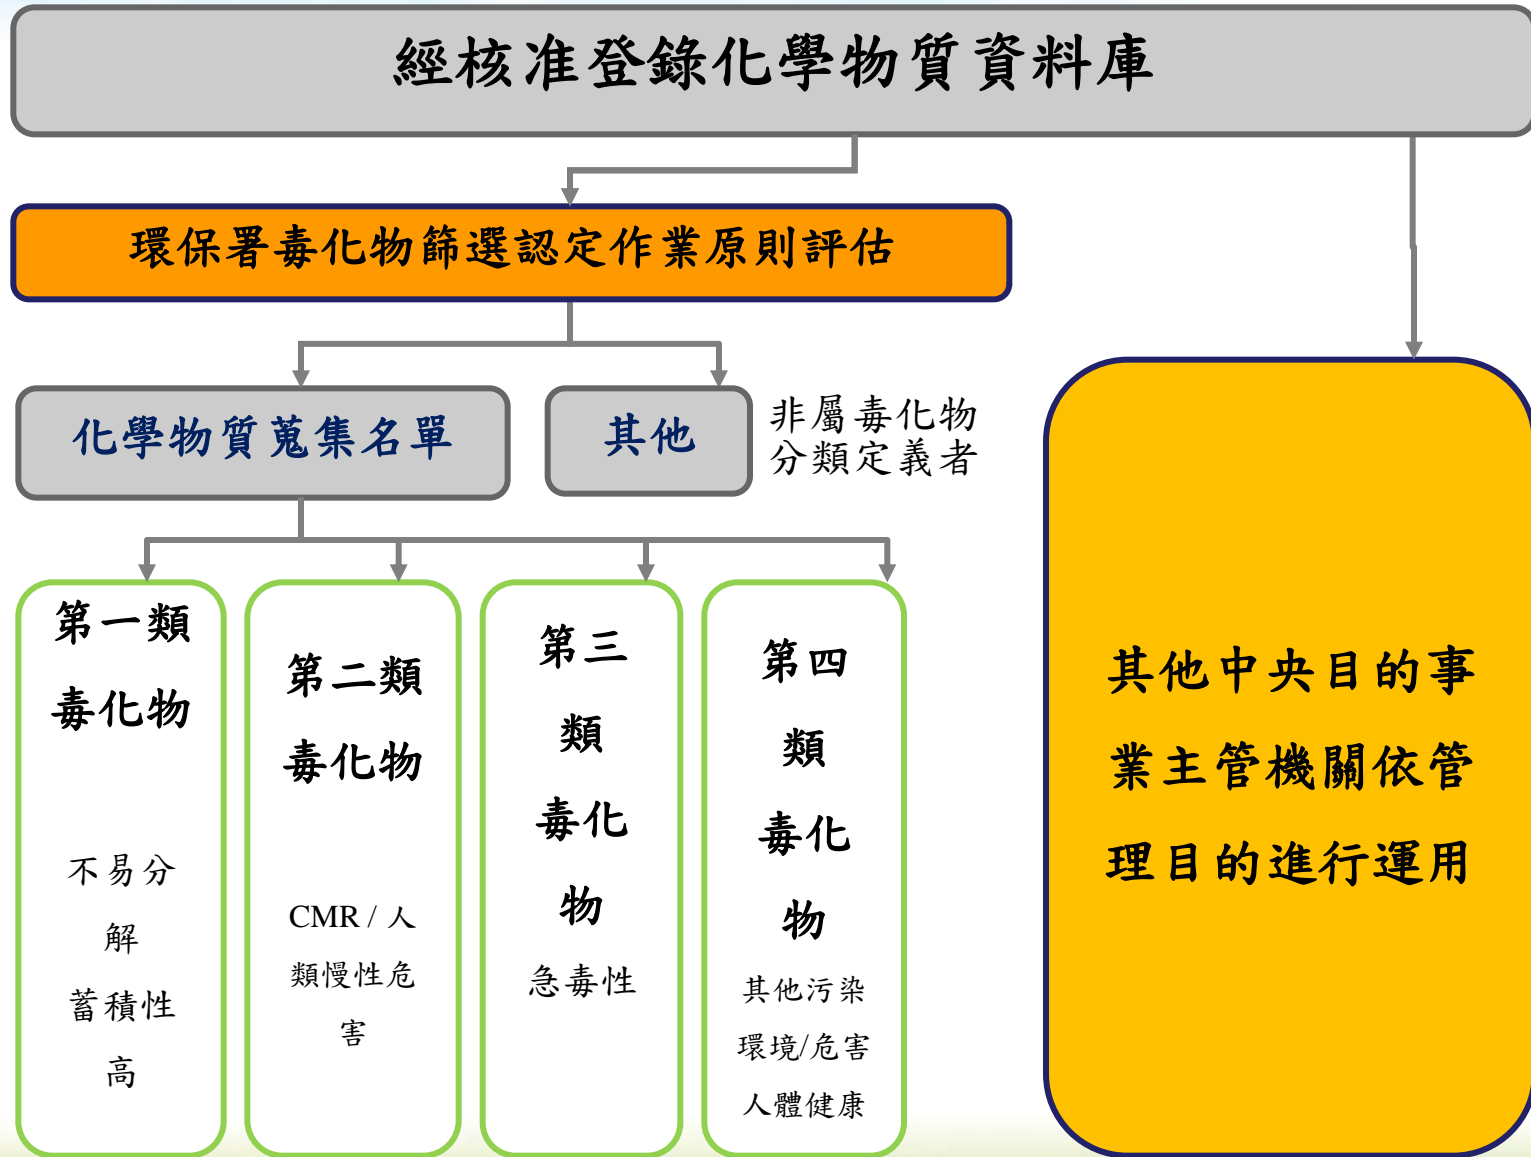 經核准登錄化學物質資料庫
環保署毒化物篩選認定作業原則評估
化學物質蒐集名單
其他
非屬毒化物
分類定義者
第一類
毒化物
不易分
解
蓄積性
高
第二類
毒化物
CMR / 人
類慢性危
害
第三
類
毒化
物
急毒性
第四
類
毒化
物
其他污染
環境/危害
人體健康
其他中央目的事
業主管機關依管
理目的進行運用